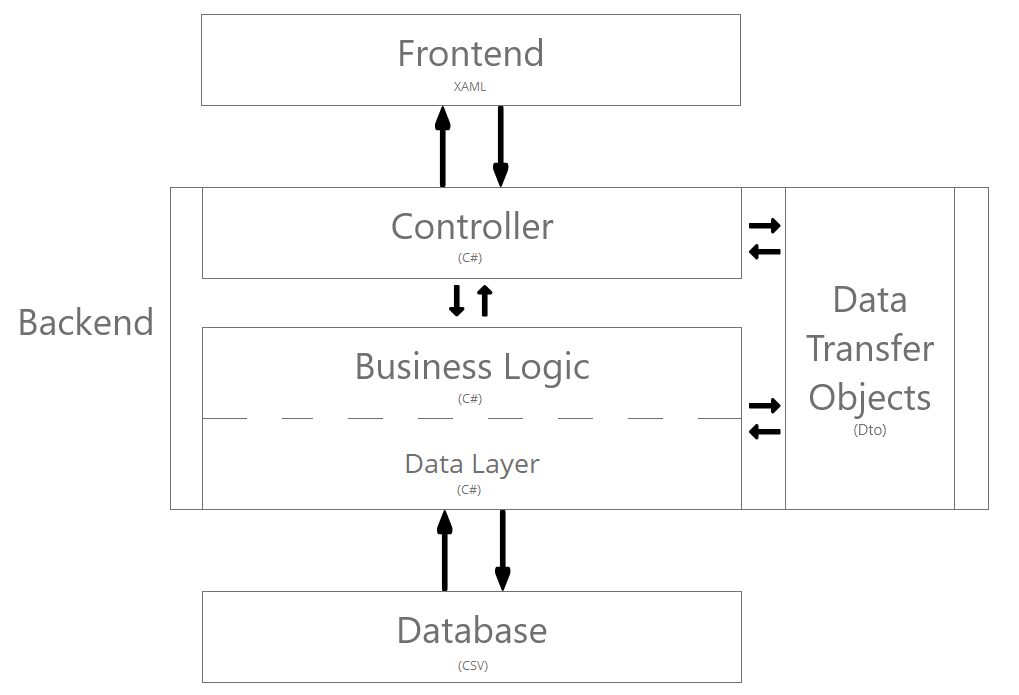 Frontend
XAML
Controller
(C#)
Backend
Business Logic
(C#)
Data Layer
(C#)
Data
Transfer
Objects
(Dto)
Database
(CSV)